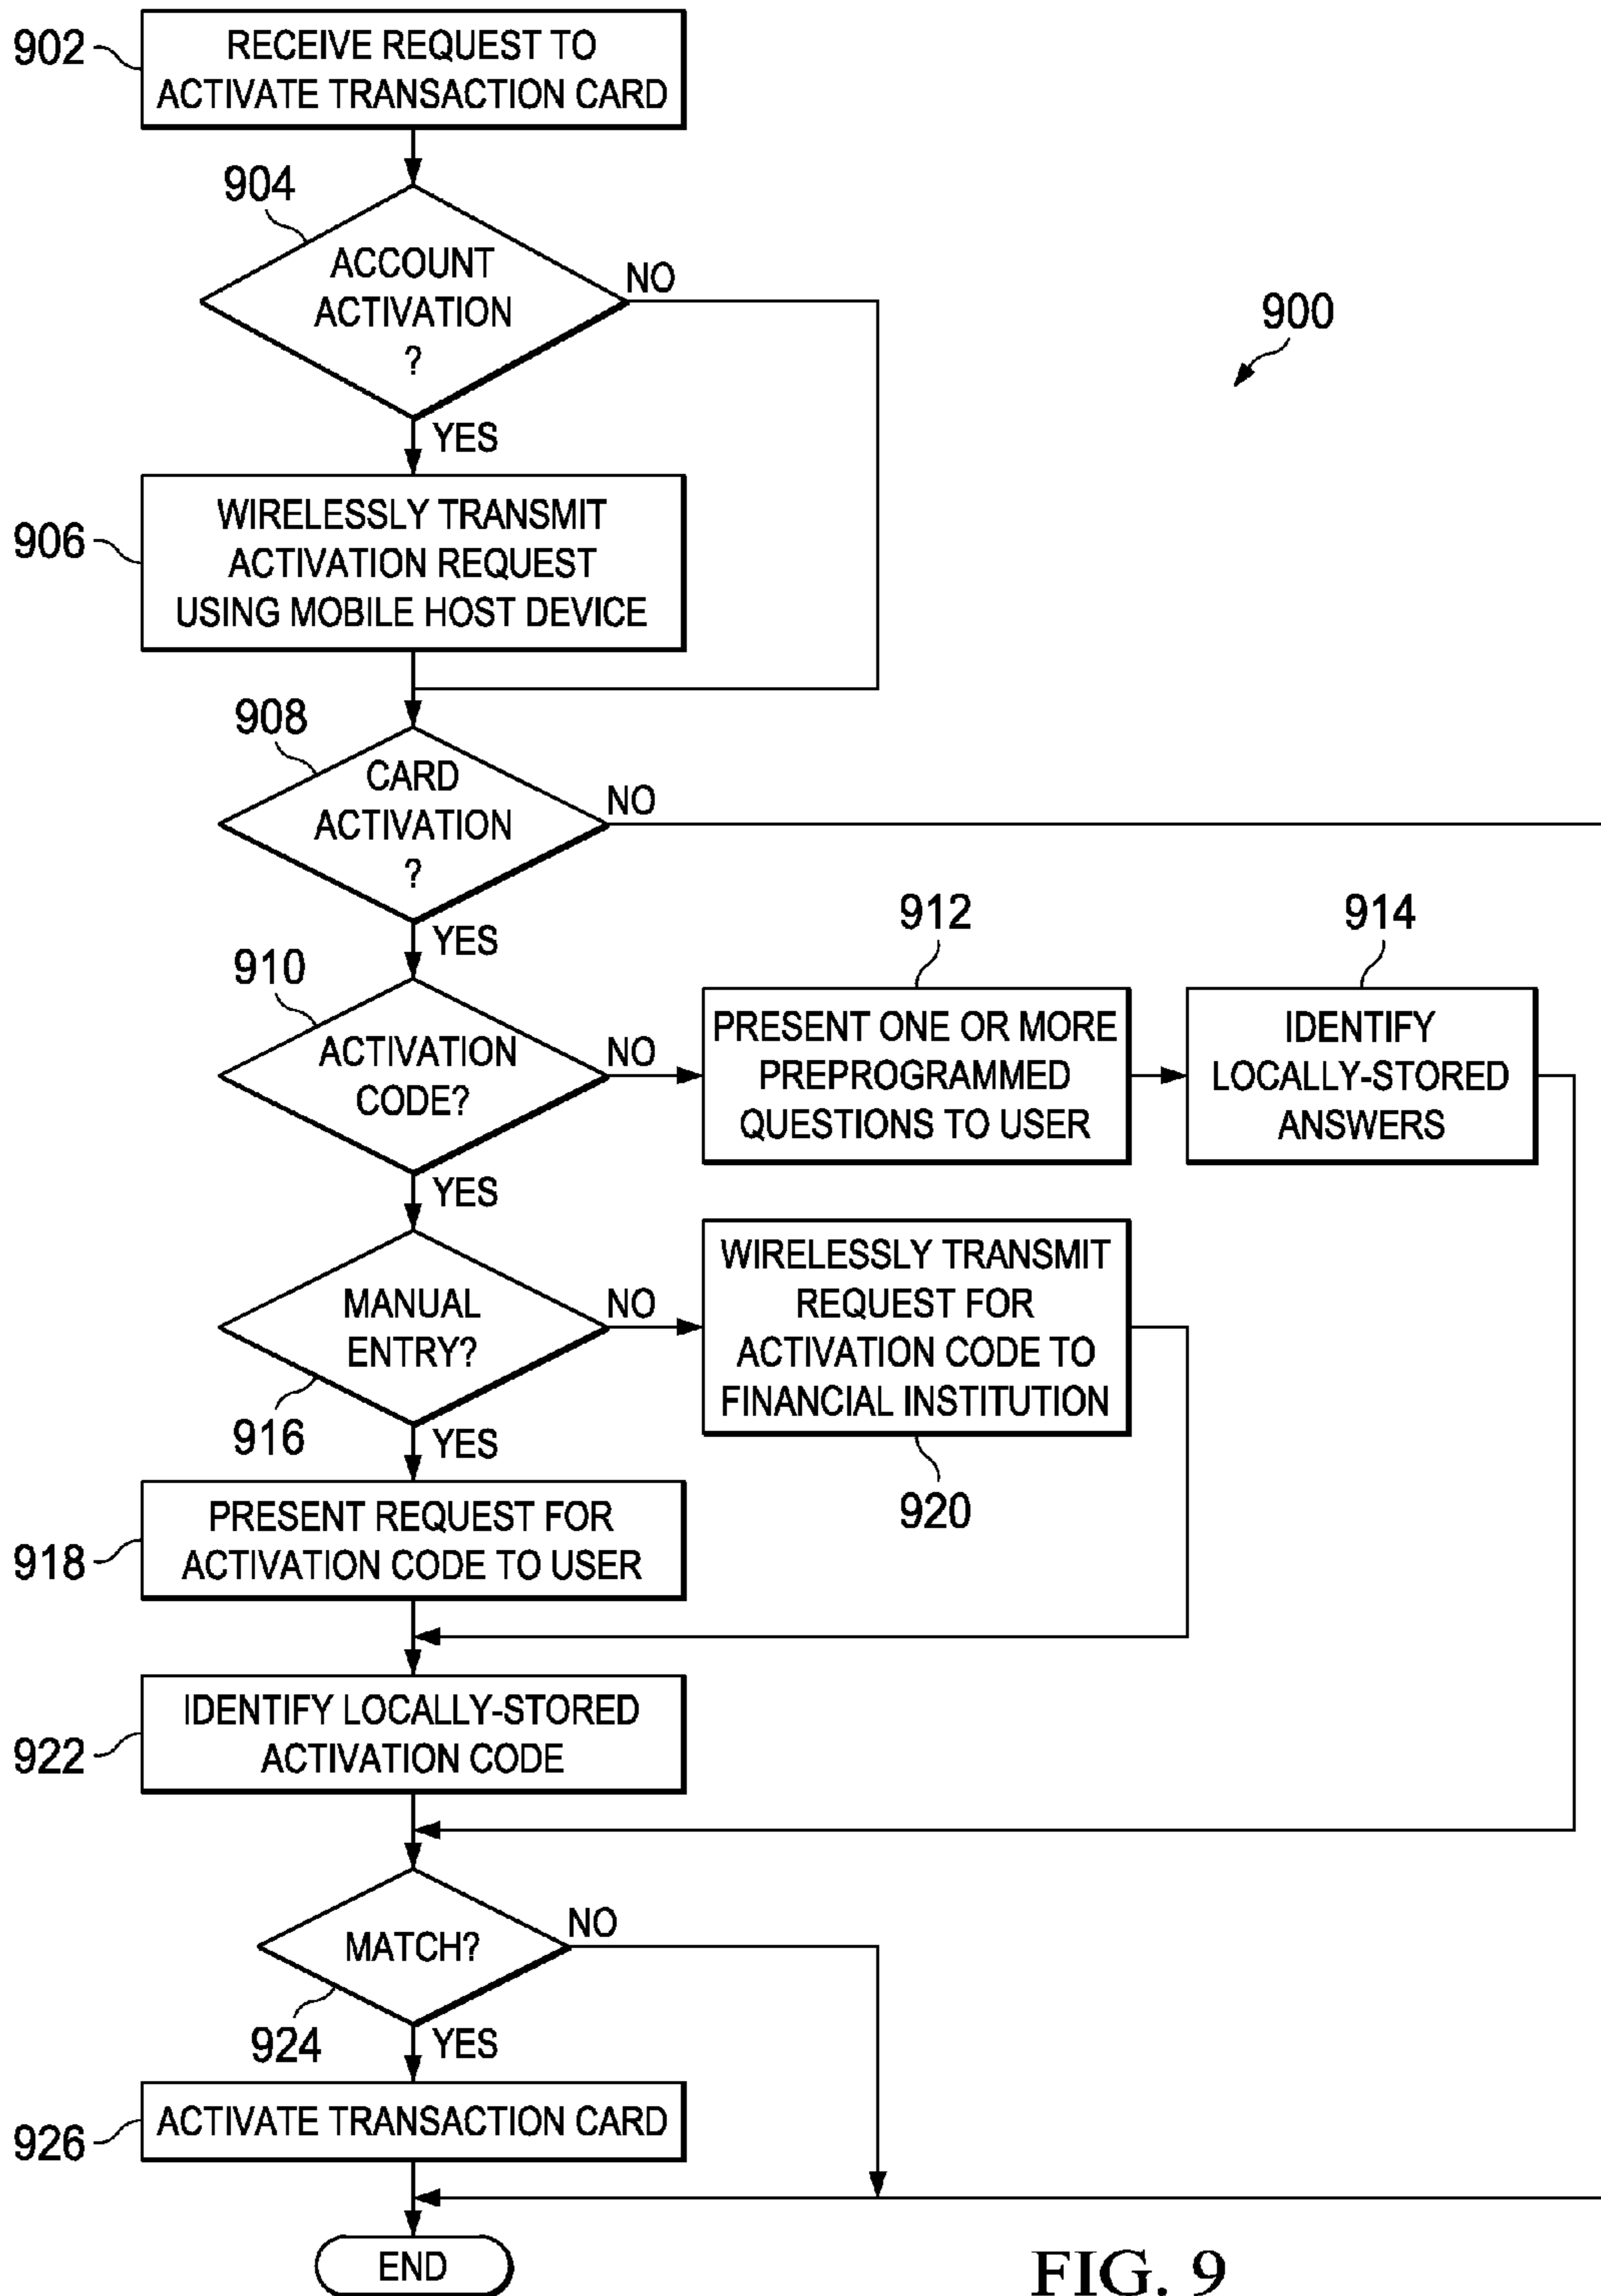 902
RECEIVE REQUEST TO
ACTIVATE TRANSACTION CARD
904
ACCOUNT
ACTIVATION
?
NO
900
YES
906
WIRELESSLY TRANSMIT
ACTIVATION REQUEST
USING MOBILE HOST DEVICE
908
CARD
ACTIVATION
?
NO
YES
910
ACTIVATION
CODE?
NO
912
PRESENT ONE OR MORE
PREPROGRAMMED
QUESTIONS TO USER
914
IDENTIFY
LOCALLY-STORED
ANSWERS
YES
MANUAL
ENTRY?
916
NO
WIRELESSLY TRANSMIT
REQUEST FOR
ACTIVATION CODE TO
FINANCIAL INSTITUTION
920
YES
918
PRESENT REQUEST FOR
ACTIVATION CODE TO USER
922
IDENTIFY LOCALLY-STORED
ACTIVATION CODE
MATCH?
NO
924
YES
926
ACTIVATE TRANSACTION CARD
END
FIG. 9